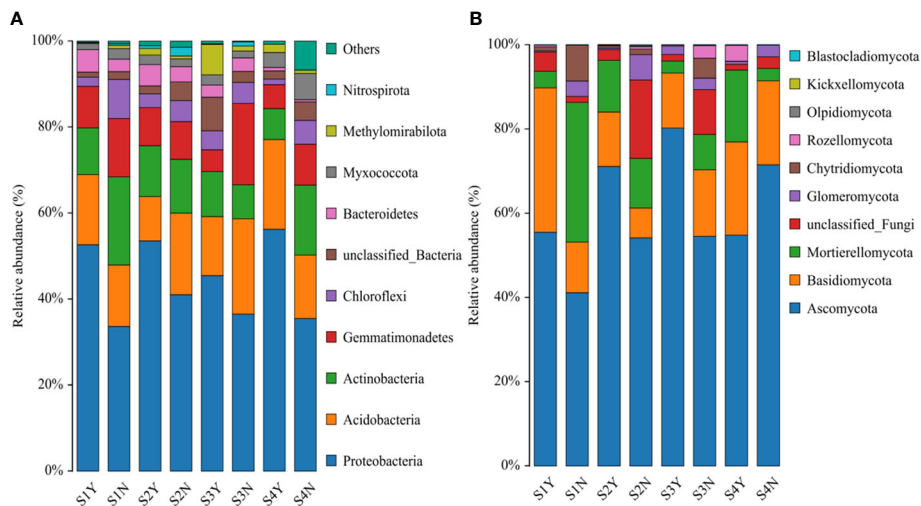 A
Relative abundance (%)
100%
80%
60%
40%
20%
0%
S1Y S1N S2Y S2N S3Y S3N S4Y S4N
Others
Nitrospirota
Methylomirabilota
Myxococcota
Bacteroidetes
unclassified_Bacteria
Chloroflexi
Gemmatimonadetes
Actinobacteria
Acidobacteria
Proteobacteria
B
Relative abundance (%)
100%
80%
60%
40%
20%
0%
S1Y S1N S2Y S2N S3Y S3N S4Y S4N
Blastocladiomycota
Kickxellomycota
Olpidiomycota
Rozellomycota
Chytridiomycota
Glomeromycota
unclassified_Fungi
Mortierellomycota
Basidiomycota
Ascomycota